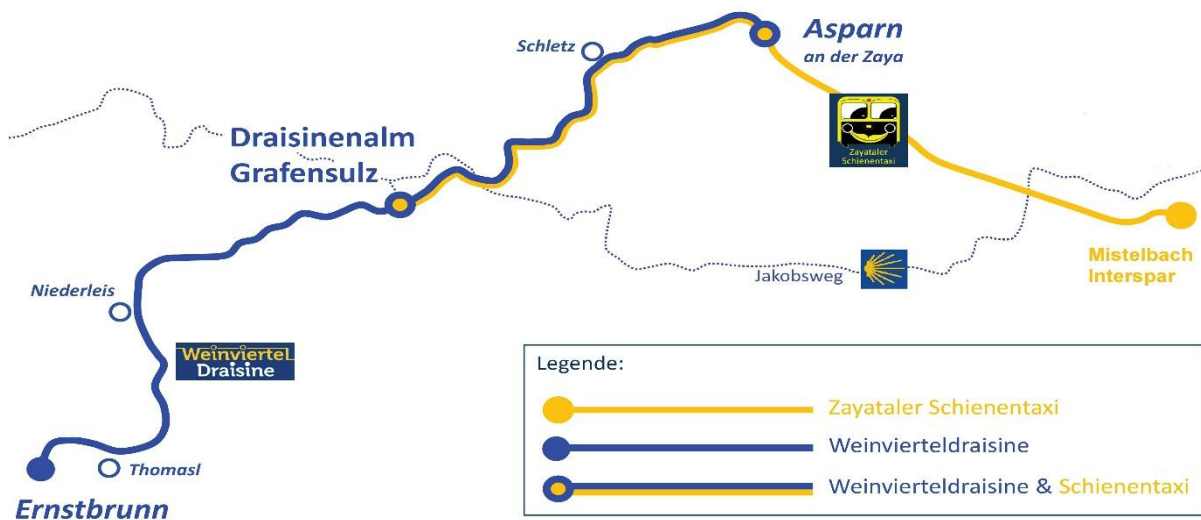 Schletz
Asparn
an der Zaya
Zayataler
Schienentaxi
Draisinenalm
Grafensulz
Jakobsweg
Mistelbach
Interspar
Niederleis
Weinviertel
Draisine
Thomasl
Ernstbrunn
Legende:
Zayataler Schienentaxi
Weinvierteldraisine
Weinvierteldraisine & Schienentaxi